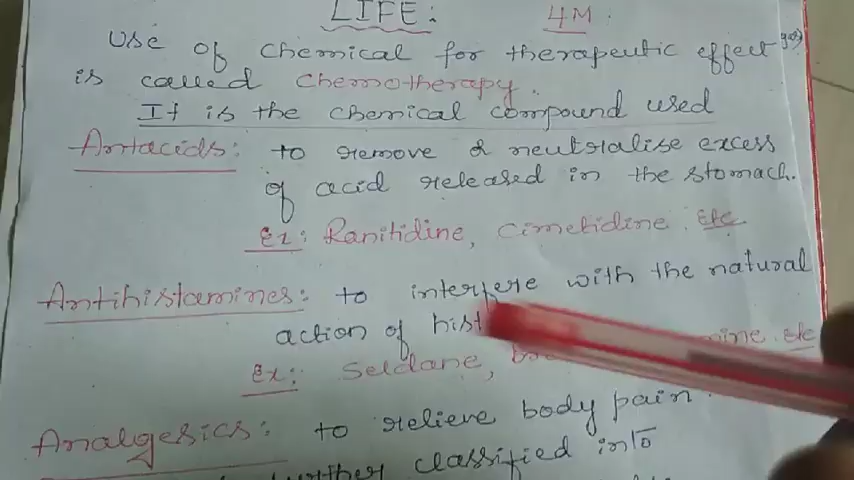 LIFE: 4M.
Use of chemical for therapeutic effect
is called chemotherapy.
It is the chemical compound used
Antacids: to remove & neutralise excess
of acid released in the stomach.
Ex: Ranitidine, cimetidine. etc
Antihistamines: to interfere with the natural
action of
Ex: Seldane, etc
Analgesics: to relieve body pain.
further classified into